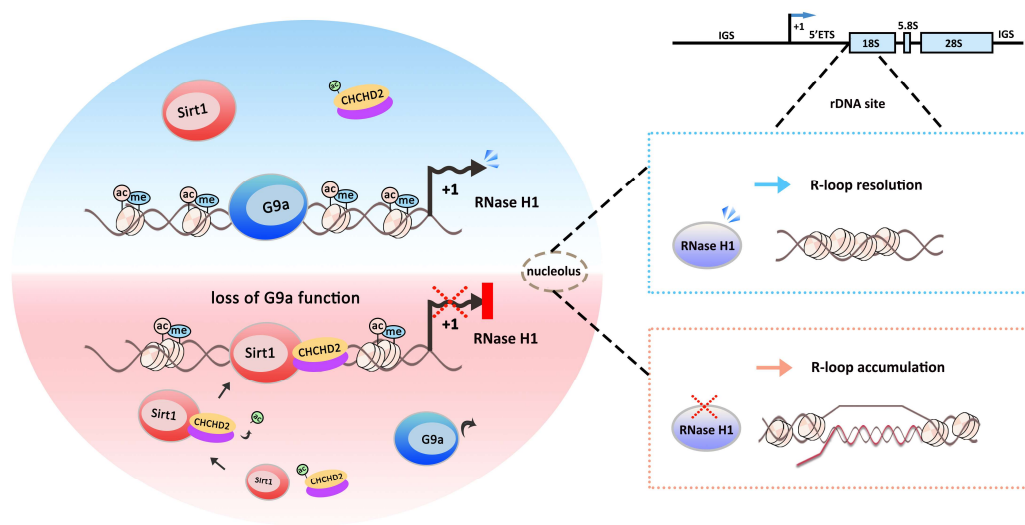 IGS
+1
5'ETS
18S
5.8S
28S
IGS
rDNA site
Sirt1
ac
CHCHD2
ac
me
ac
me
G9a
ac
me
ac
me
+1
RNase H1
R-loop resolution
RNase H1
nucleolus
loss of G9a function
ac
me
Sirt1
CHCHD2
ac
me
+1
RNase H1
R-loop accumulation
RNase H1
Sirt1
CHCHD2
ac
G9a
Sirt1
ac
CHCHD2